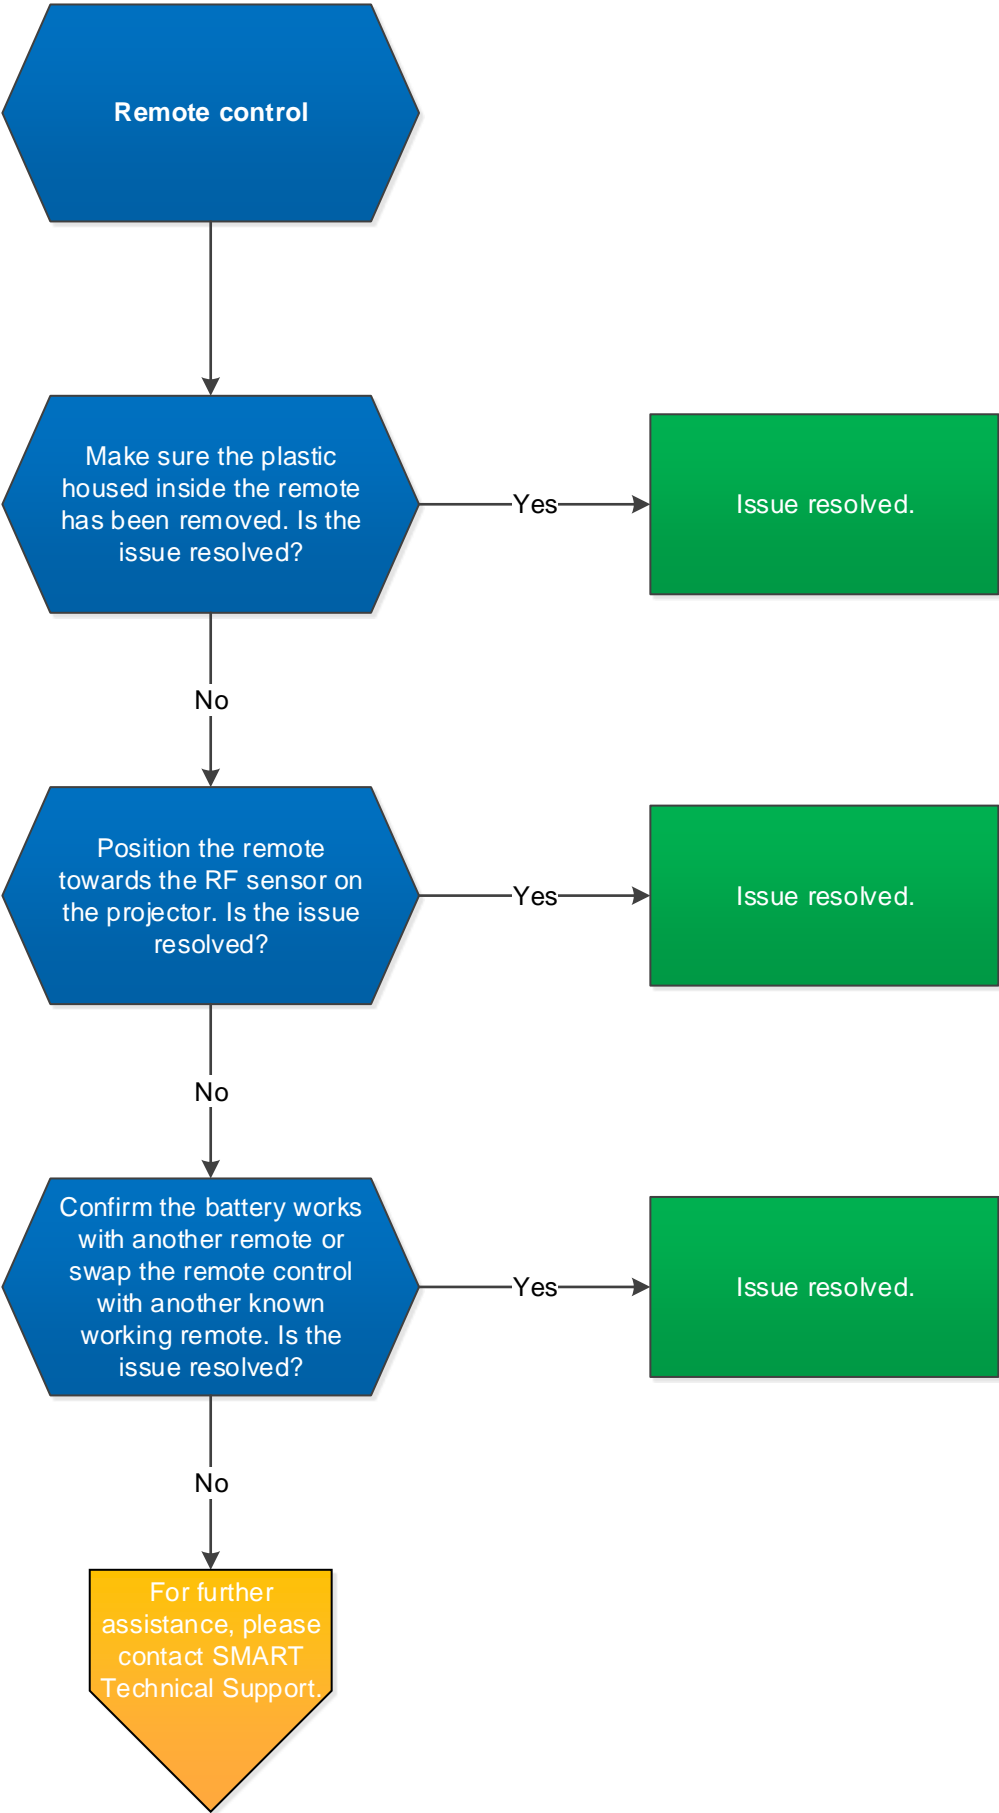 Remote control
Make sure the plastic
housed inside the remote
has been removed. Is the
issue resolved?
Yes
Issue resolved.
No
Position the remote
towards the RF sensor on
the projector. Is the issue
resolved?
Yes
Issue resolved.
No
Confirm the battery works
with another remote or
swap the remote control
with another known
working remote. Is the
issue resolved?
Yes
Issue resolved.
No
For further
assistance, please
contact SMART
Technical Support.